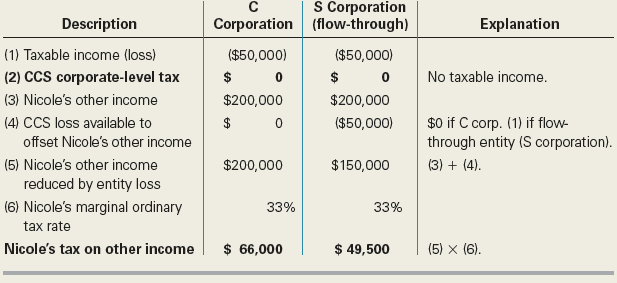 C S Corporation
Description Corporation (flow-through) Explanation
(1) Taxable income (loss) ($50,000) ($50,000)
(2) CCS corporate-level tax $ 0 $ 0 No taxable income.
(3) Nicole's other income $200,000 $200,000
(4) CCS loss available to $ 0 ($50,000) $0 if C corp. (1) if flow-
offset Nicole's other income through entity (S corporation).
(5) Nicole's other income $200,000 $150,000 (3) + (4).
reduced by entity loss
(6) Nicole's marginal ordinary 33% 33%
tax rate
Nicole's tax on other income $ 66,000 $ 49,500 (5) × (6).